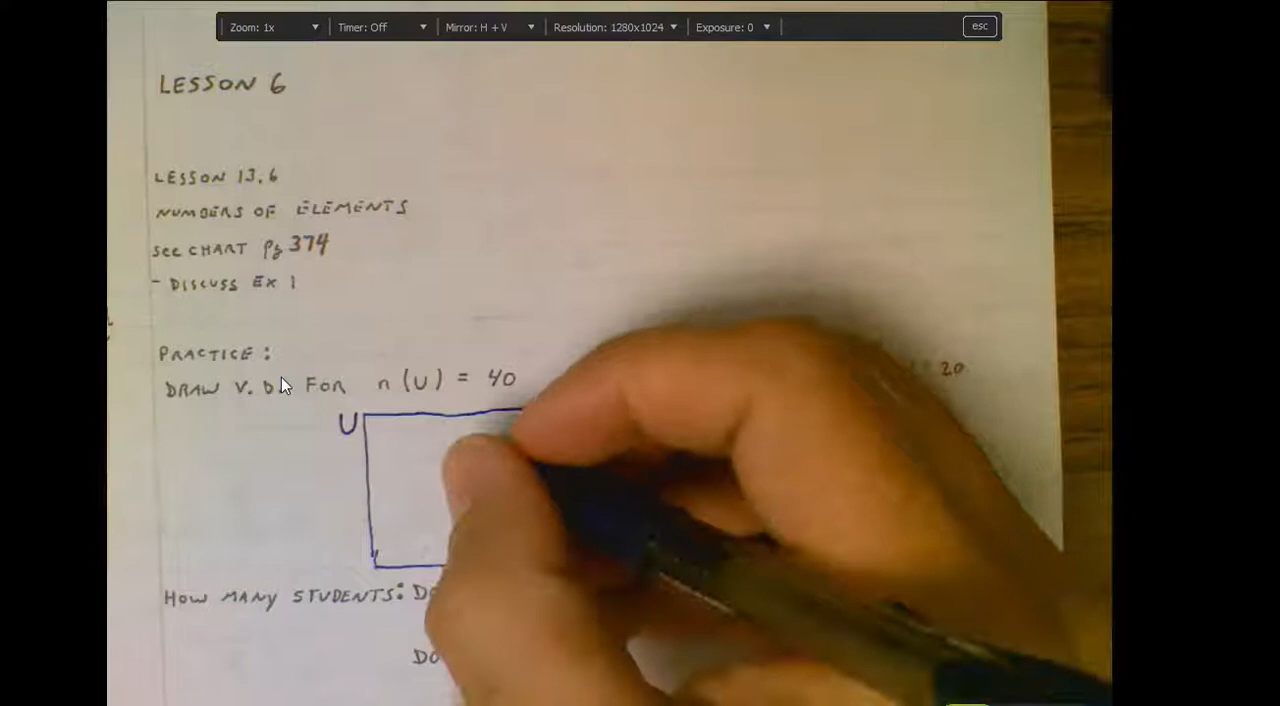 Zoom: 1x Timer: Off Mirror: H + V Resolution: 1280x1024 Exposure: 0 esc
LESSON 6
LESSON 13.6
NUMBERS OF ELEMENTS
SEE CHART Pg 374
- DISCUSS EX 1
PRACTICE:
DRAW V. D. FOR n (U) = 40 20
U
HOW MANY STUDENTS: